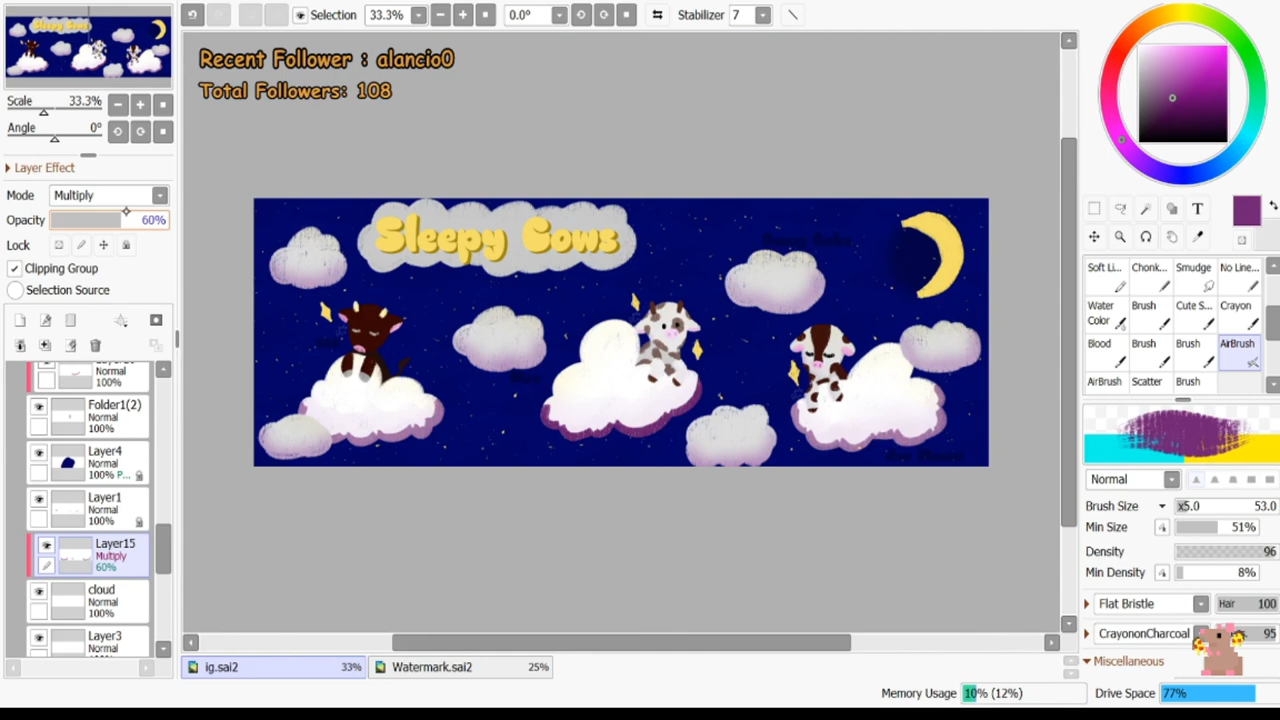 Selection
33.3%
0.0°
Stabilizer 7
Recent Follower : alancio0
Total Followers: 108
Scale 33.3%
Angle 0°
Layer Effect
Mode Multiply
Opacity 60%
Lock
Clipping Group
Selection Source
Normal
100%
Folder1(2)
Normal
100%
Layer4
Normal
100% P...
Layer1
Normal
100%
Layer15
Multiply
60%
cloud
Normal
100%
Layer3
Normal
Sleepy Cows
ig.sai2 33%
Watermark.sai2 25%
Memory Usage 10% (12%)
Drive Space 77%
T
Soft Li... Chonk... Smudge No Line...
Water Color Brush Cute S... Crayon
Blood Brush Brush AirBrush
AirBrush Scatter Brush
Normal
Brush Size x5.0 53.0
Min Size 51%
Density 96
Min Density 8%
Flat Bristle Hair 100
CrayononCharcoal 95
Miscellaneous